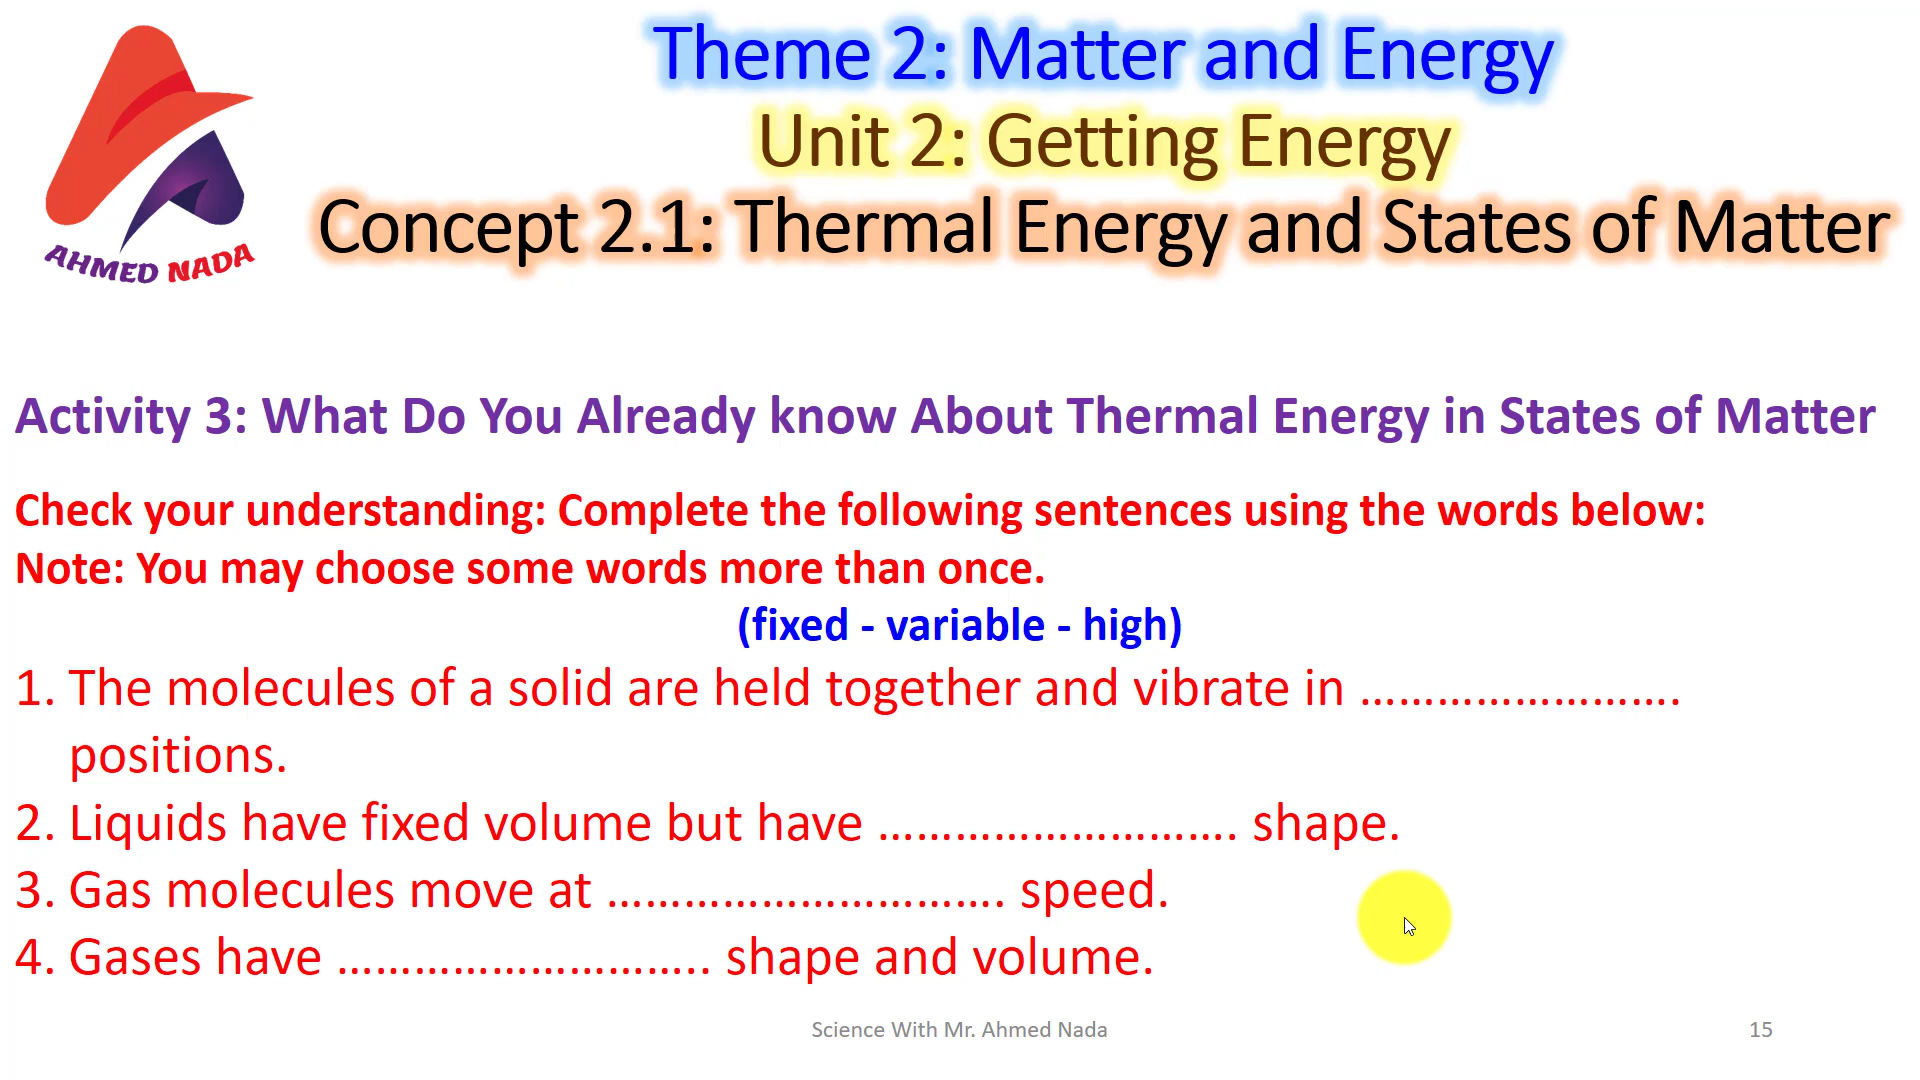 AHMED NADA
Theme 2: Matter and Energy
Unit 2: Getting Energy
Concept 2.1: Thermal Energy and States of Matter
Activity 3: What Do You Already know About Thermal Energy in States of Matter
Check your understanding: Complete the following sentences using the words below:
Note: You may choose some words more than once.
(fixed - variable - high)
1. The molecules of a solid are held together and vibrate in …………………….
positions.
2. Liquids have fixed volume but have ………………………. shape.
3. Gas molecules move at …………………………. speed.
4. Gases have ……………………….. shape and volume.
Science With Mr. Ahmed Nada
15